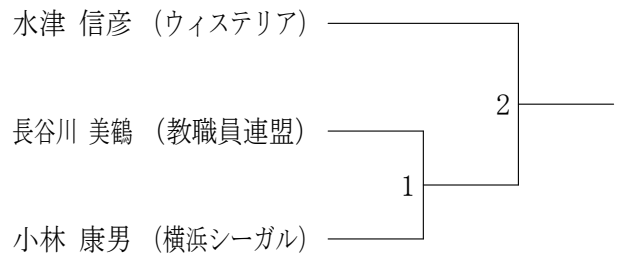 水津 信彦 （ウィステリア）
2
長谷川 美鶴 （教職員連盟）
1
小林 康男 （横浜シーガル）